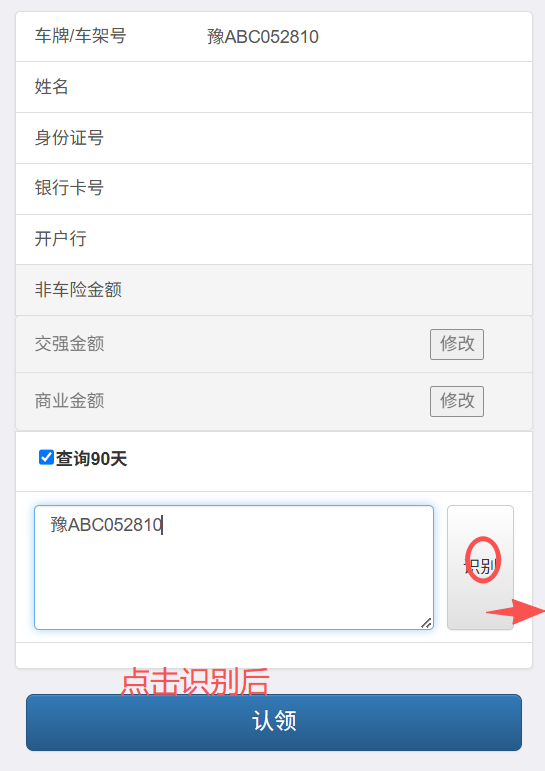 车牌/车架号 豫ABC052810
姓名
身份证号
银行卡号
开户行
非车险金额
交强金额 修改
商业金额 修改
查询90天
豫ABC052810 识别
点击识别后
认领